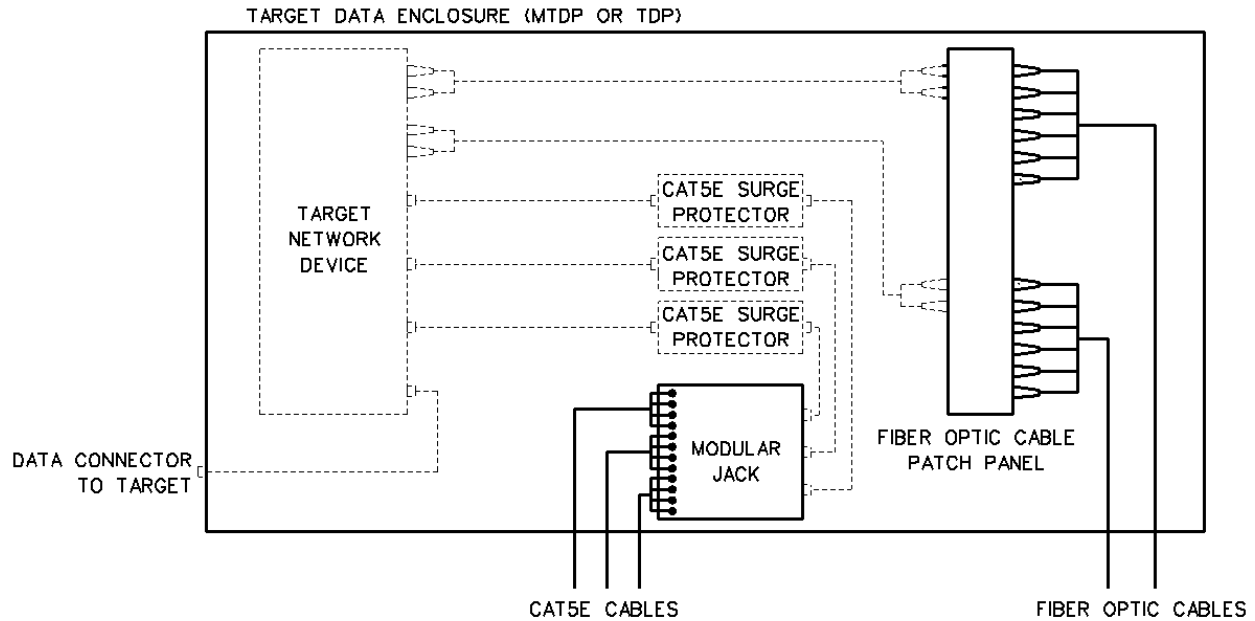 TARGET DATA ENCLOSURE (MTDP OR TDP)
TARGET
NETWORK
DEVICE
CAT5E SURGE
PROTECTOR
CAT5E SURGE
PROTECTOR
CAT5E SURGE
PROTECTOR
MODULAR
JACK
FIBER OPTIC CABLE
PATCH PANEL
DATA CONNECTOR
TO TARGET
CAT5E CABLES
FIBER OPTIC CABLES